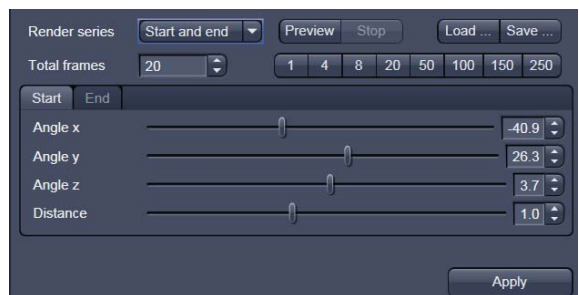 Render series Start and end Preview Stop Load ... Save ...
Total frames 20 1 4 8 20 50 100 150 250
Start End
Angle x -40.9
Angle y 26.3
Angle z 3.7
Distance 1.0
Apply